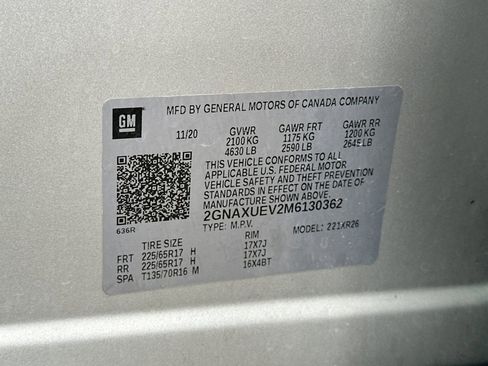 GM
MFD BY GENERAL MOTORS OF CANADA COMPANY
11/20 GVWR GAWR FRT GAWR RR
2100 KG 1175 KG 1200 KG
4630 LB 2590 LB 2645 LB
THIS VEHICLE CONFORMS TO ALL
APPLICABLE U.S. FEDERAL MOTOR
VEHICLE SAFETY AND THEFT PREVENTION
STANDARDS IN EFFECT ON THE DATE OF
MANUFACTURE SHOWN ABOVE.
2GNAXUEV2M6130362
TYPE: M.P.V. MODEL: 221XR26
636R
TIRE SIZE RIM
FRT 225/65R17 H 17X7J
RR 225/65R17 H 17X7J
SPA T135/70R16 M 16X4BT